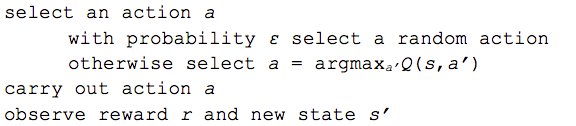 select an action a
with probability ε select a random action
otherwise select a = argmaxa′Q(s,a′)
carry out action a
observe reward r and new state s′